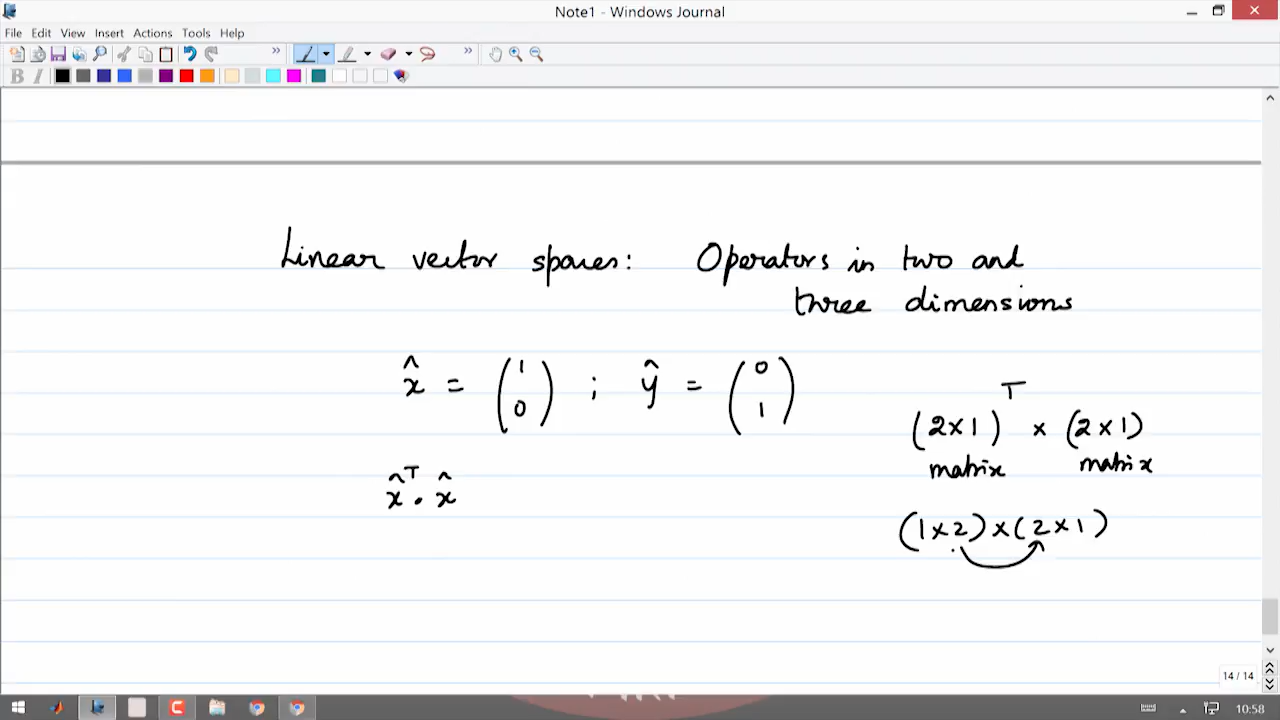 Note1 - Windows Journal
File Edit View Insert Actions Tools Help
B I
Linear vector spaces: Operators in two and
three dimensions
x̂ = (1 0) ; ŷ = (0 1)
(2×1)ᵀ × (2×1)
matrix matrix
x̂ᵀ . x̂
(1×2)×(2×1)
14 / 14
10:58